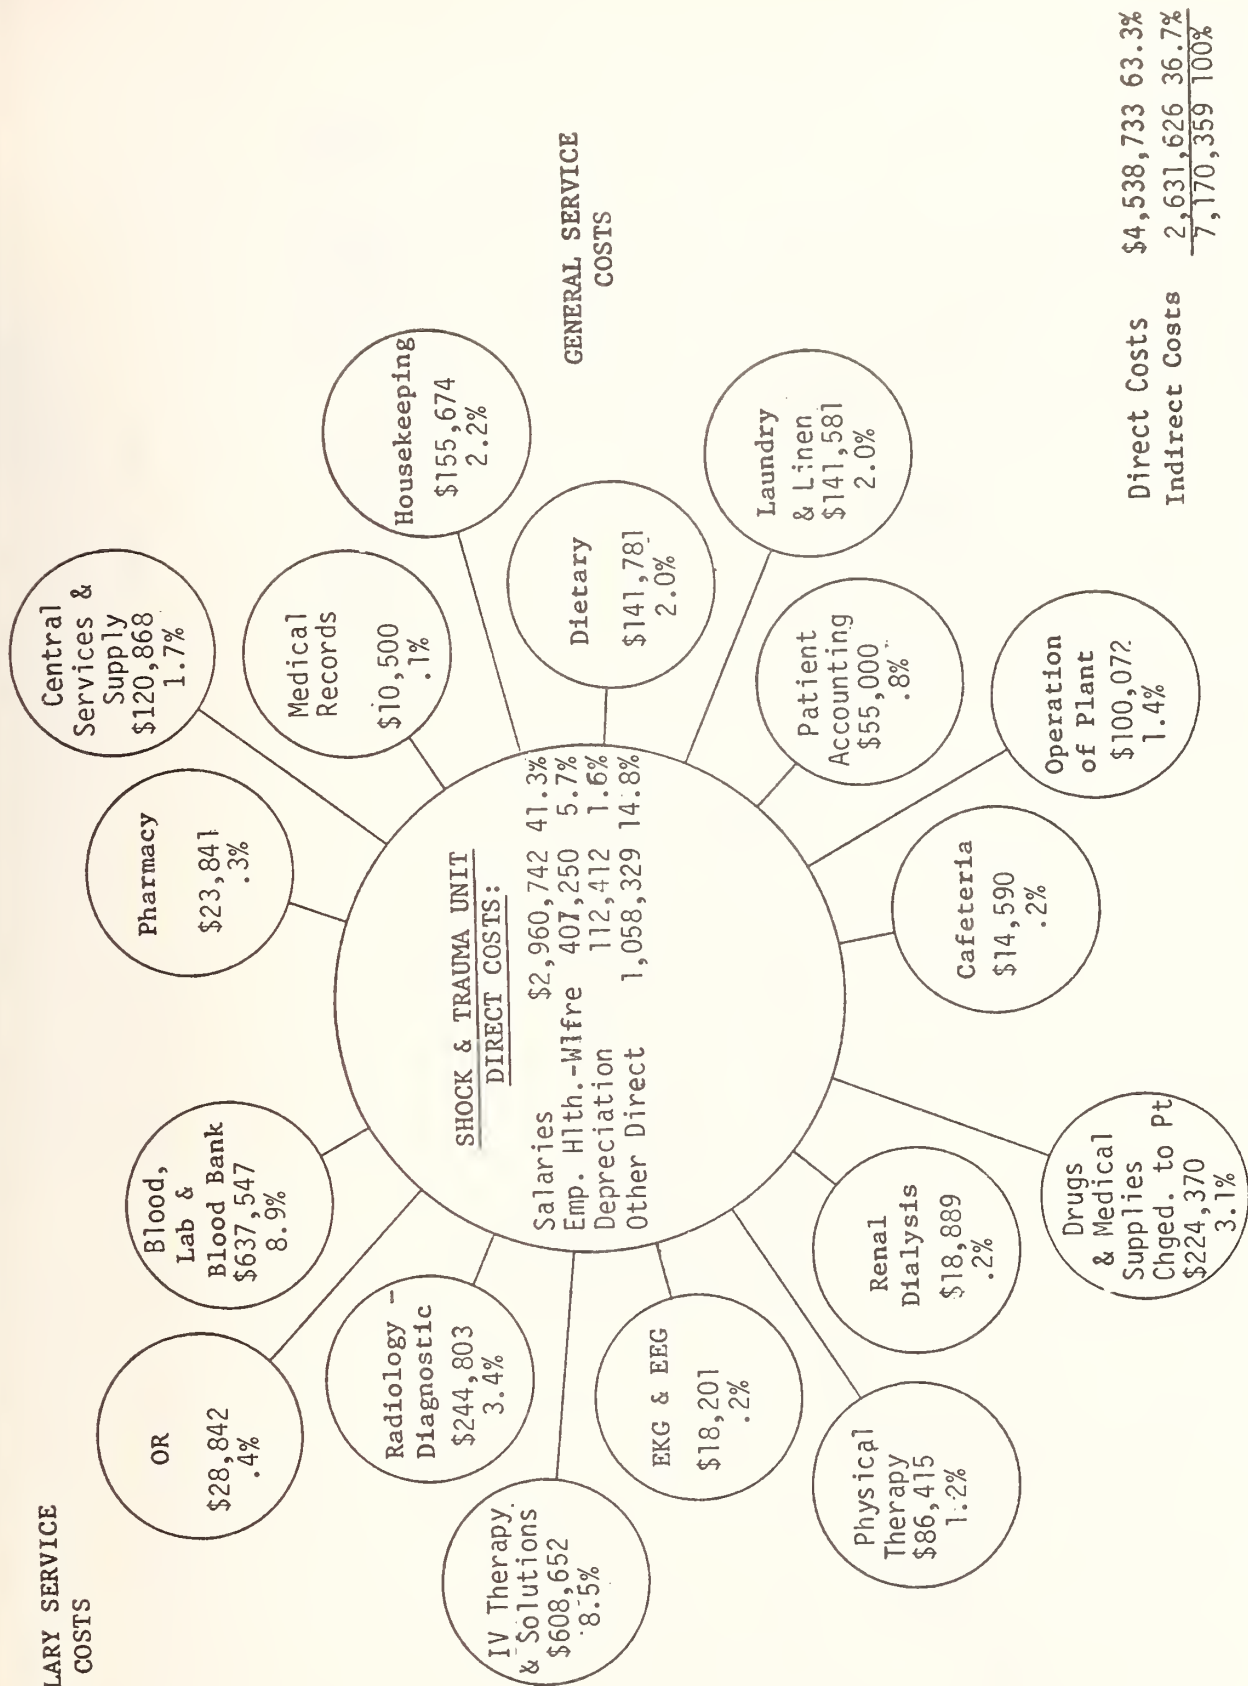 LARY SERVICE
COSTS
OR
$28,842
.4%
Blood,
Lab &
Blood Bank
$637,547
8.9%
Pharmacy
$23,841
.3%
Central
Services &
Supply
$120,868
1.7%
Medical
Records
$10,500
.1%
Housekeeping
$155,674
2.2%
GENERAL SERVICE
COSTS
Radiology -
Diagnostic
$244,803
3.4%
IV Therapy
& Solutions
$608,652
8.5%
SHOCK & TRAUMA UNIT
DIRECT COSTS:
Salaries $2,960,742 41.3%
Emp. Hlth.-Wlfre 407,250 5.7%
Depreciation 112,412 1.6%
Other Direct 1,058,329 14.8%
Dietary
$141,781
2.0%
Laundry
& Linen
$141,581
2.0%
EKG & EEG
$18,201
.2%
Patient
Accounting
$55,000
.8%
Physical
Therapy
$86,415
1.2%
Renal
Dialysis
$18,889
.2%
Cafeteria
$14,590
.2%
Operation
of Plant
$100,072
1.4%
Drugs
& Medical
Supplies
Chged. to Pt
$224,370
3.1%
Direct Costs $4,538,733 63.3%
Indirect Costs 2,631,626 36.7%
7,170,359 100%